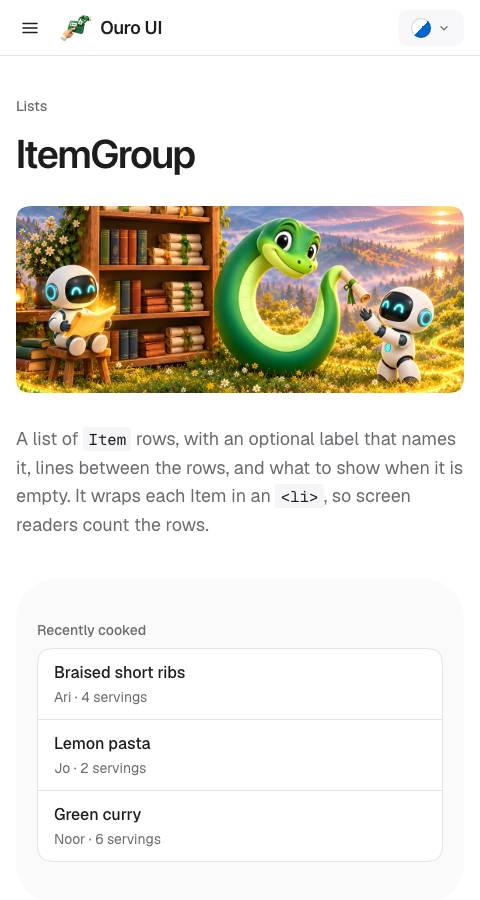 Ouro UI
Lists
ItemGroup
A list of Item rows, with an optional label that names
it, lines between the rows, and what to show when it is
empty. It wraps each Item in an <li>, so screen
readers count the rows.
Recently cooked
Braised short ribs
Ari · 4 servings
Lemon pasta
Jo · 2 servings
Green curry
Noor · 6 servings